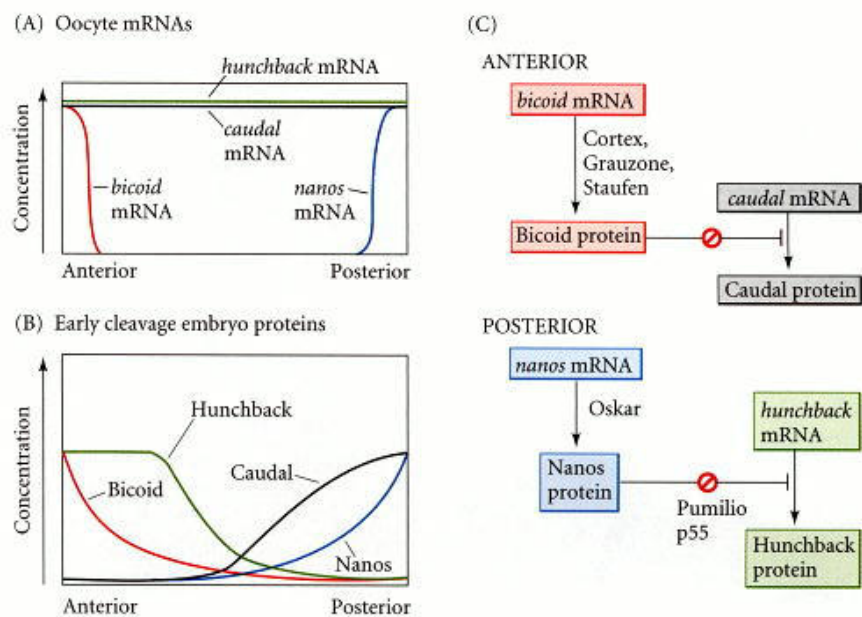 (A) Oocyte mRNAs
hunchback mRNA
caudal
mRNA
bicoid
mRNA
nanos
mRNA
Concentration
Anterior
Posterior
(B) Early cleavage embryo proteins
Hunchback
Caudal
Bicoid
Nanos
Concentration
Anterior
Posterior
(C)
ANTERIOR
bicoid mRNA
Cortex,
Grauzone,
Staufen
caudal mRNA
Bicoid protein
Caudal protein
POSTERIOR
nanos mRNA
Oskar
hunchback
mRNA
Nanos
protein
Pumilio
p55
Hunchback
protein